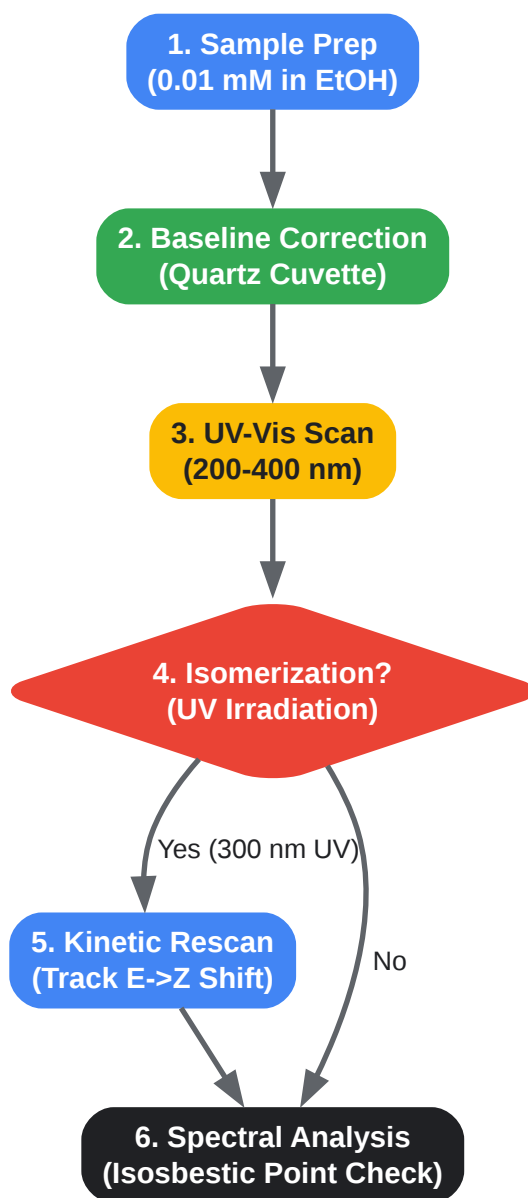 1. Sample Prep
(0.01 mM in EtOH)
2. Baseline Correction
(Quartz Cuvette)
3. UV-Vis Scan
(200-400 nm)
4. Isomerization?
(UV Irradiation)
Yes (300 nm UV)
5. Kinetic Rescan
(Track E->Z Shift)
No
6. Spectral Analysis
(Isosbestic Point Check)